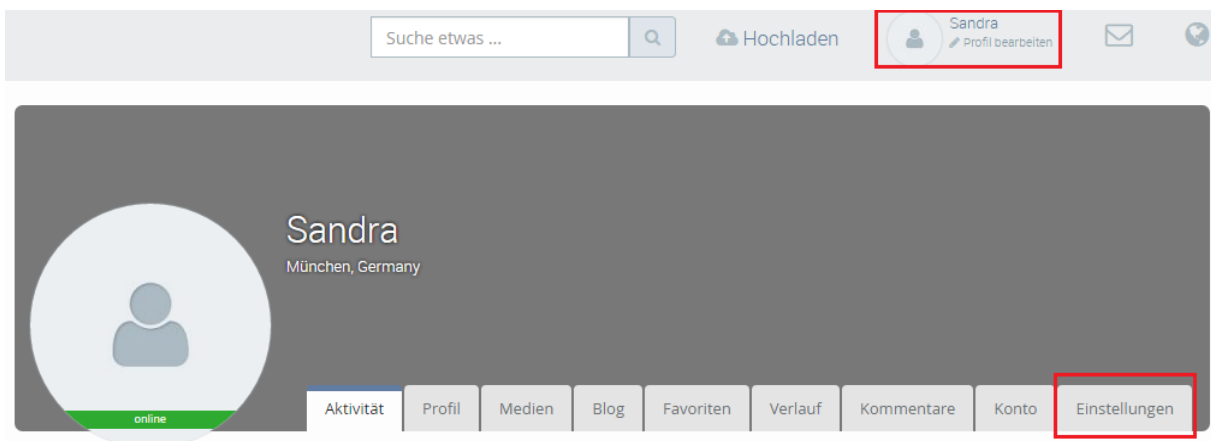 Suche etwas ...
Hochladen
Sandra
Profil bearbeiten
Sandra
München, Germany
online
Aktivität Profil Medien Blog Favoriten Verlauf Kommentare Konto Einstellungen